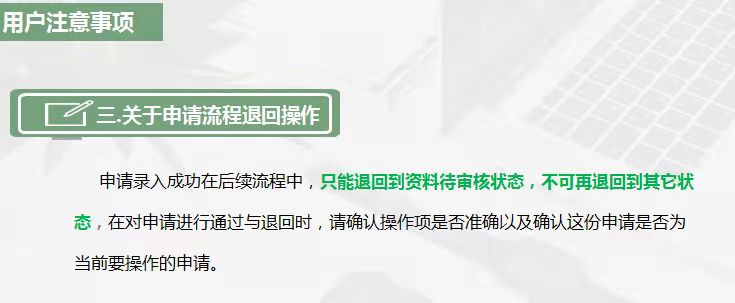 用户注意事项
三.关于申请流程退回操作
申请录入成功在后续流程中，只能退回到资料待审核状态，不可再退回到其它状
态，在对申请进行通过与退回时，请确认操作项是否准确以及确认这份申请是否为
当前要操作的申请。